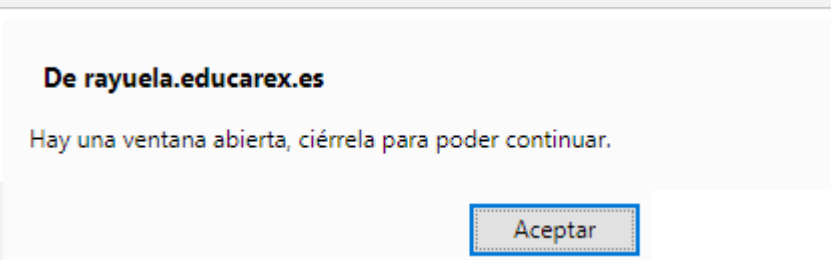 De rayuela.educarex.es
Hay una ventana abierta, ciérrela para poder continuar.
Aceptar